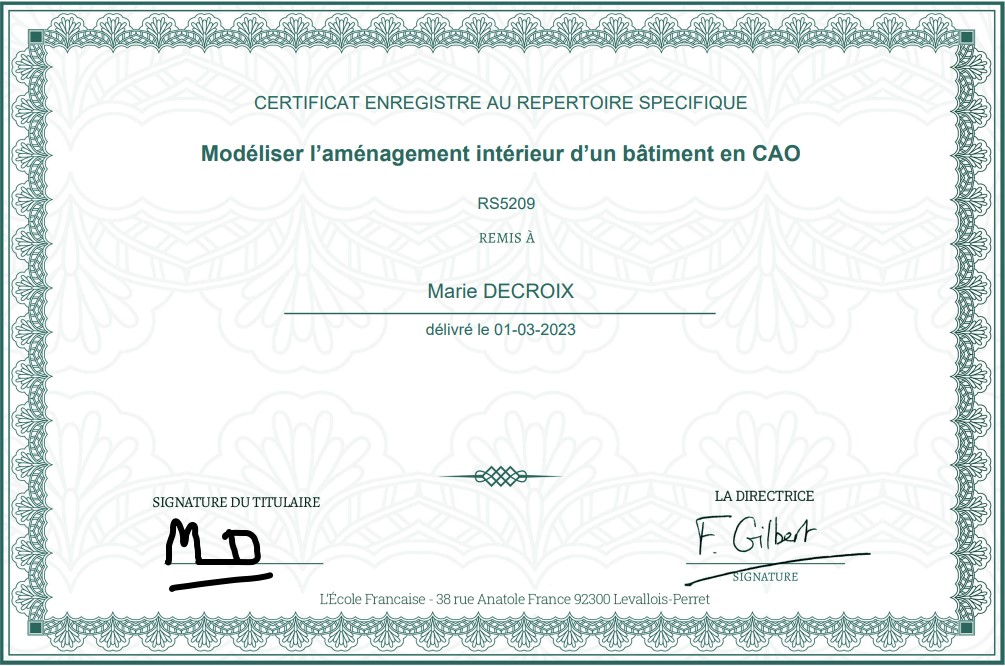 CERTIFICAT ENREGISTRE AU REPERTOIRE SPECIFIQUE
Modéliser l’aménagement intérieur d’un bâtiment en CAO
RS5209
REMIS À
Marie DECROIX
délivré le 01-03-2023
SIGNATURE DU TITULAIRE
MD
LA DIRECTRICE
F. Gilbert
SIGNATURE
L'École Francaise - 38 rue Anatole France 92300 Levallois-Perret